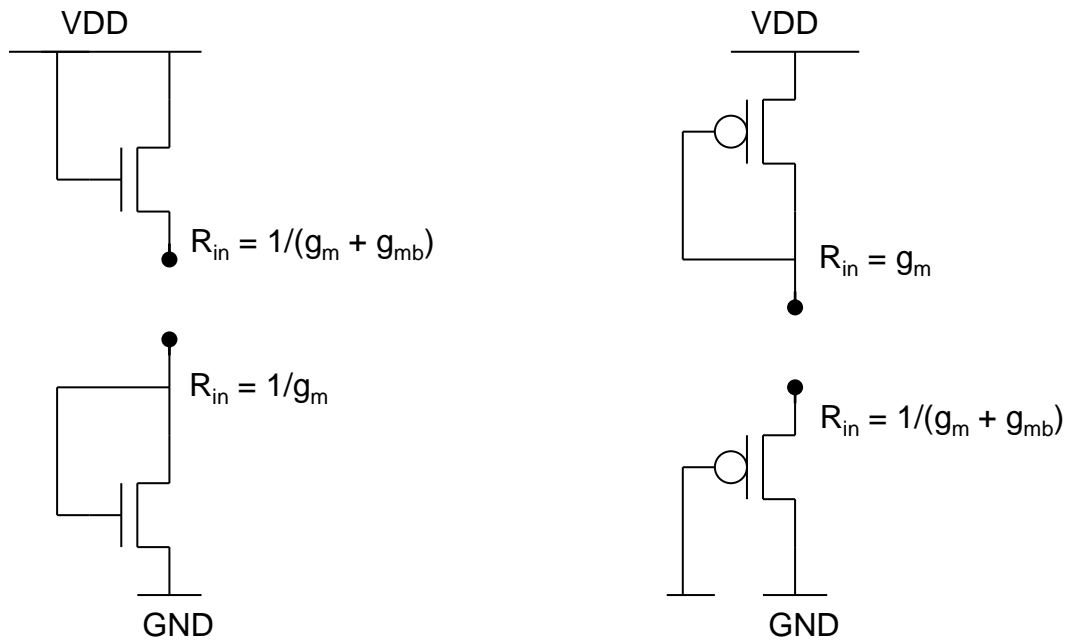 VDD
VDD
R_in = 1/(g_m + g_mb)
R_in = g_m
R_in = 1/g_m
R_in = 1/(g_m + g_mb)
GND
GND